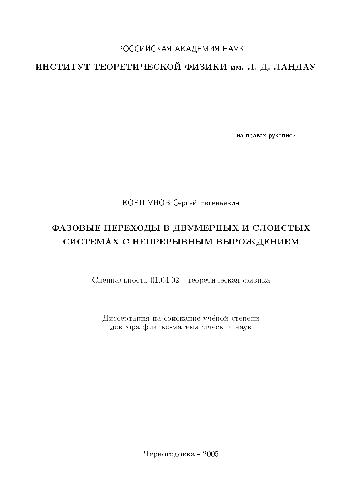 РОССИЙСКАЯ АКАДЕМИЯ НАУК
ИНСТИТУТ ТЕОРЕТИЧЕСКОЙ ФИЗИКИ им. Л. Д. ЛАНДАУ
на правах рукописи
КОРШУНОВ Сергей Евгеньевич
ФАЗОВЫЕ ПЕРЕХОДЫ В ДВУМЕРНЫХ И СЛОИСТЫХ
СИСТЕМАХ С НЕПРЕРЫВНЫМ ВЫРОЖДЕНИЕМ
Специальность 01.04.02 - теоретическая физика
Диссертация на соискание учёной степени
доктора физ.-математических наук
Черноголовка - 2005